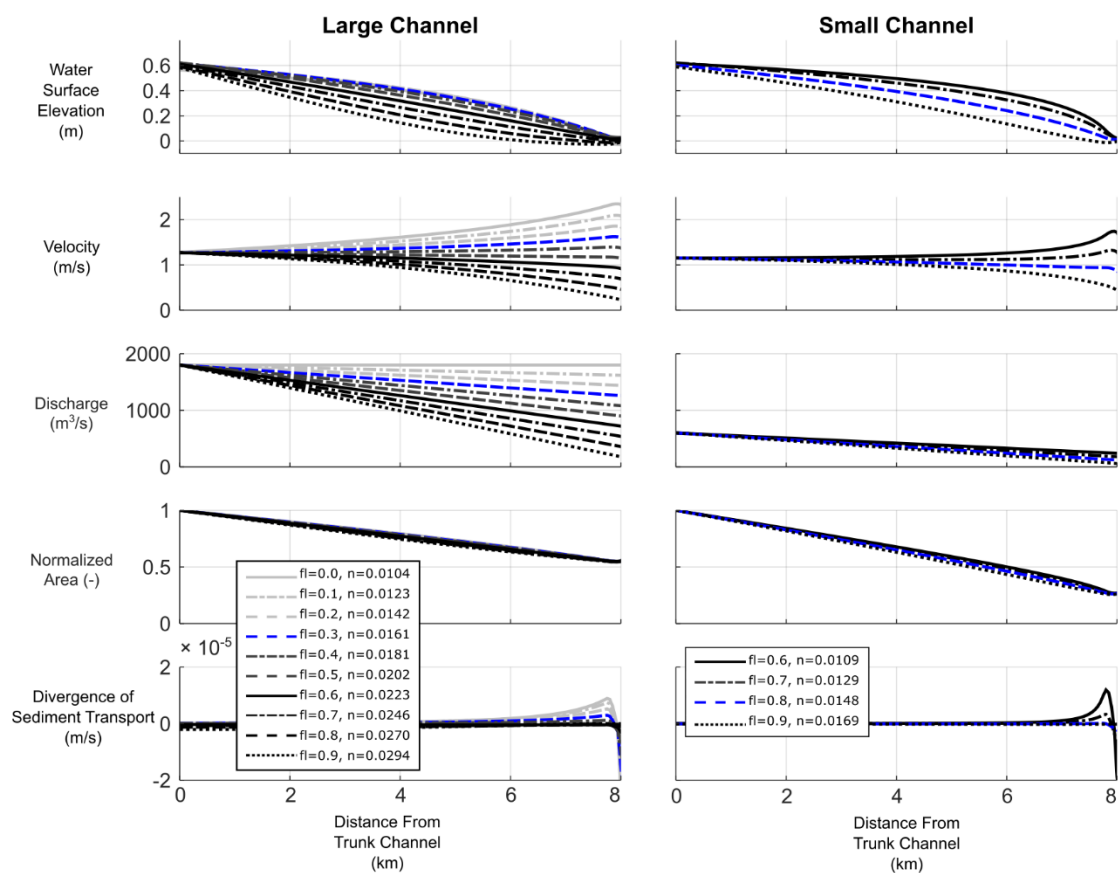 Large Channel
Small Channel
Water
Surface
Elevation
(m)
0.6
0.4
0.2
0
Velocity
(m/s)
2
1
0
Discharge
(m³/s)
2000
1000
0
Normalized
Area (-)
1
0.5
0
Divergence of
Sediment Transport
(m/s)
× 10⁻⁵
2
0
-2
fl=0.0, n=0.0104
fl=0.1, n=0.0123
fl=0.2, n=0.0142
fl=0.3, n=0.0161
fl=0.4, n=0.0181
fl=0.5, n=0.0202
fl=0.6, n=0.0223
fl=0.7, n=0.0246
fl=0.8, n=0.0270
fl=0.9, n=0.0294
fl=0.6, n=0.0109
fl=0.7, n=0.0129
fl=0.8, n=0.0148
fl=0.9, n=0.0169
0 2 4 6 8
0 2 4 6 8
Distance From
Trunk Channel
(km)
Distance From
Trunk Channel
(km)